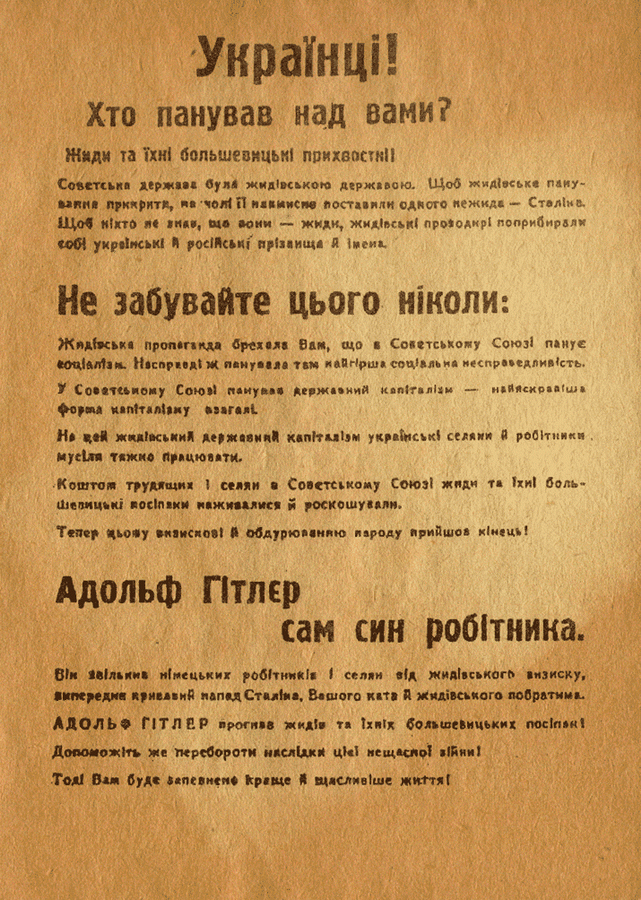 Українці!
Хто панував над вами?
Жиди та їхні большевицькі прихвостні!
Советська держава була жидівською державою. Щоб жидівське пану-
вання прикрити, на чолі її навмисне поставили одного нежида — Сталіна.
Щоб ніхто не знав, що вони — жиди, жидівські проводирі поприбирали
собі українські й російські прізвища й імена.
Не забувайте цього ніколи:
Жидівська пропаганда брехала Вам, що в Советському Союзі панує
соціалізм. Насправді ж панувала там найгірша соціальна несправедливість.
У Советському Союзі панував державний капіталізм — найяскравіша
форма капіталізму взагалі.
На цей жидівський державний капіталізм українські селяни й робітники
мусіли тяжко працювати.
Коштом трудящих і селян в Советському Союзі жиди та їхні боль-
шевицькі посіпаки наживалися й розкошували.
Тепер цьому визискові й обдурюванню народу прийшов кінець!
Адольф Гітлер
сам син робітника.
Він звільнив німецьких робітників і селян від жидівського визиску,
випередив кривавий напад Сталіна, Вашого ката й жидівського побратима.
АДОЛЬФ ГІТЛЕР прогнав жидів та їхніх большевицьких посіпак!
Допоможіть же перебороти наслідки цієї нещасної війни!
Тоді Вам буде запевнене краще й щасливіше життя!